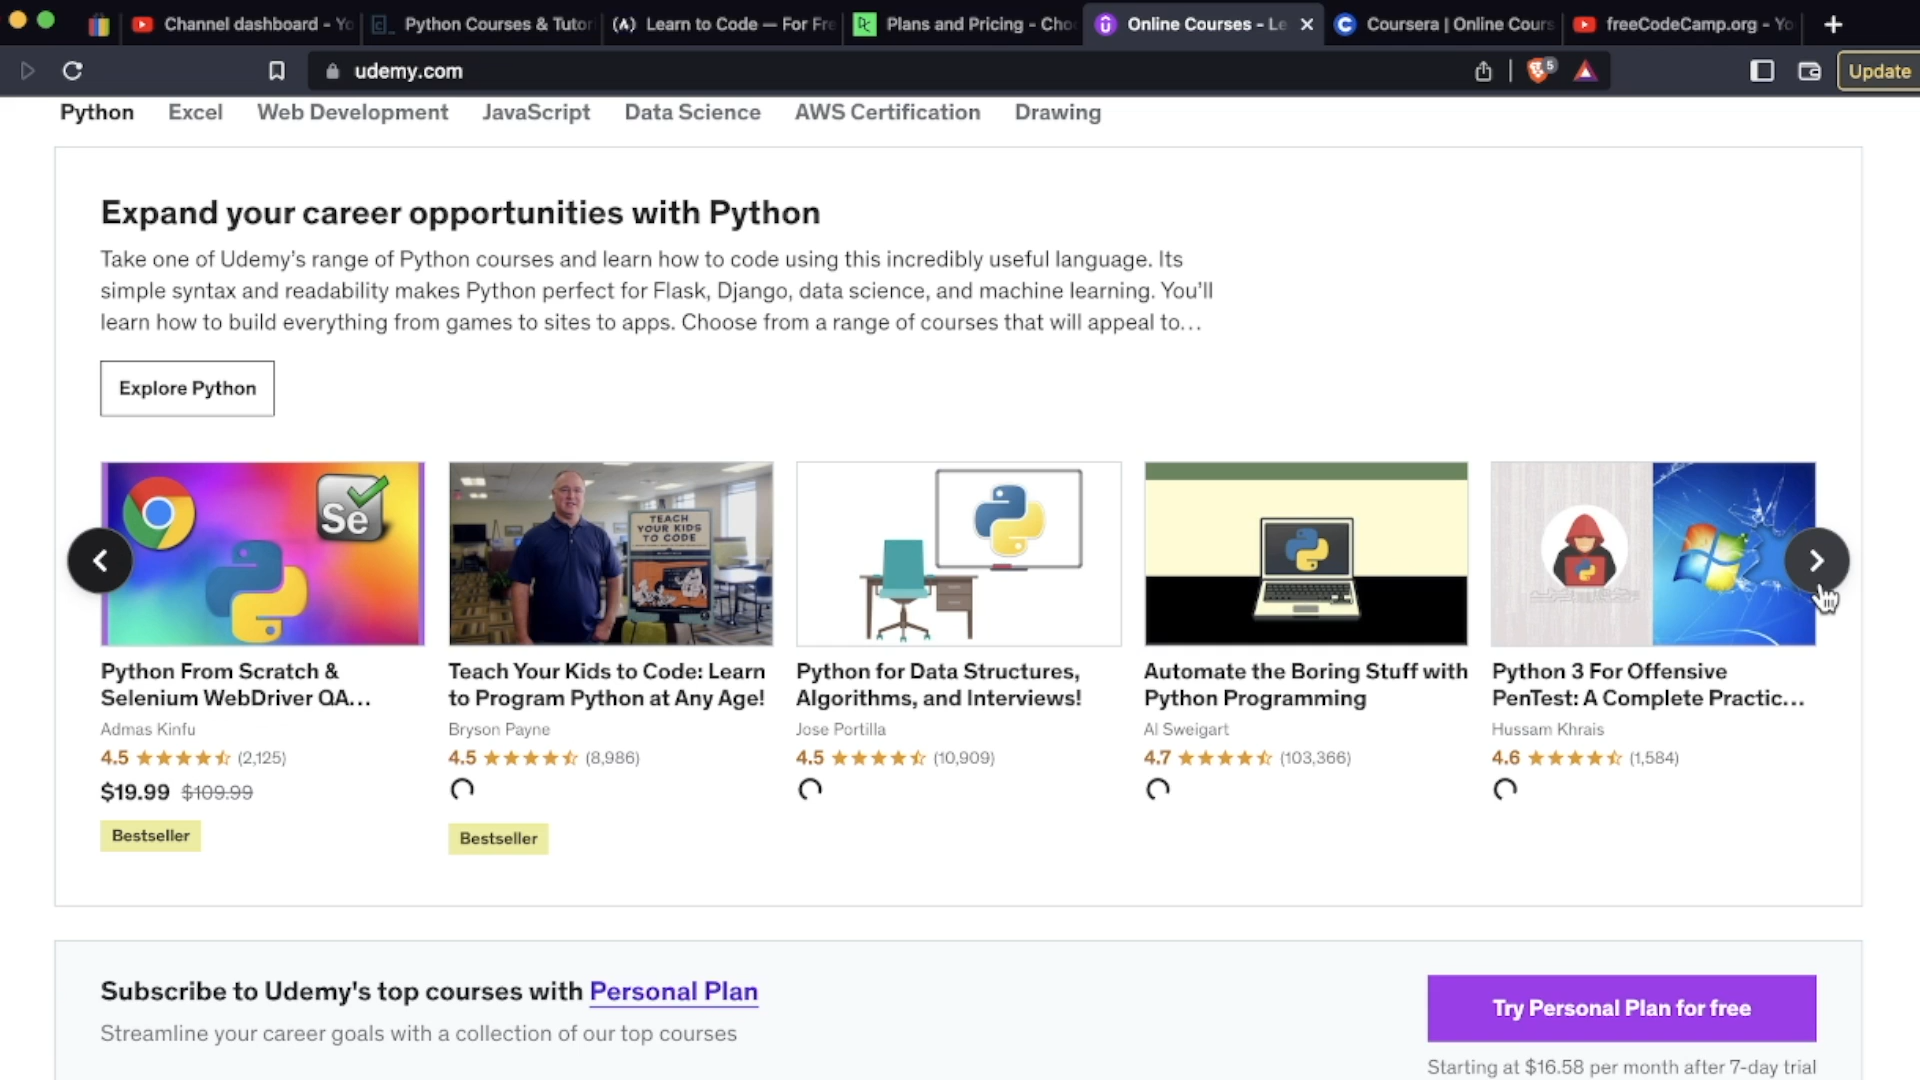 Channel dashboard - Yo
Python Courses & Tutor
Learn to Code — For Fre
Plans and Pricing - Cho
Online Courses - Le
Coursera | Online Cours
freeCodeCamp.org - Yo
udemy.com
5
Update
Python Excel Web Development JavaScript Data Science AWS Certification Drawing
Expand your career opportunities with Python
Take one of Udemy's range of Python courses and learn how to code using this incredibly useful language. Its
simple syntax and readability makes Python perfect for Flask, Django, data science, and machine learning. You'll
learn how to build everything from games to sites to apps. Choose from a range of courses that will appeal to...
Explore Python
Se
TEACH
YOUR KIDS
TO CODE
Python From Scratch &
Selenium WebDriver QA...
Admas Kinfu
4.5 (2,125)
$19.99 $109.99
Bestseller
Teach Your Kids to Code: Learn
to Program Python at Any Age!
Bryson Payne
4.5 (8,986)
Bestseller
Python for Data Structures,
Algorithms, and Interviews!
Jose Portilla
4.5 (10,909)
Automate the Boring Stuff with
Python Programming
Al Sweigart
4.7 (103,366)
Python 3 For Offensive
PenTest: A Complete Practic...
Hussam Khrais
4.6 (1,584)
Subscribe to Udemy's top courses with Personal Plan
Streamline your career goals with a collection of our top courses
Try Personal Plan for free
Starting at $16.58 per month after 7-day trial